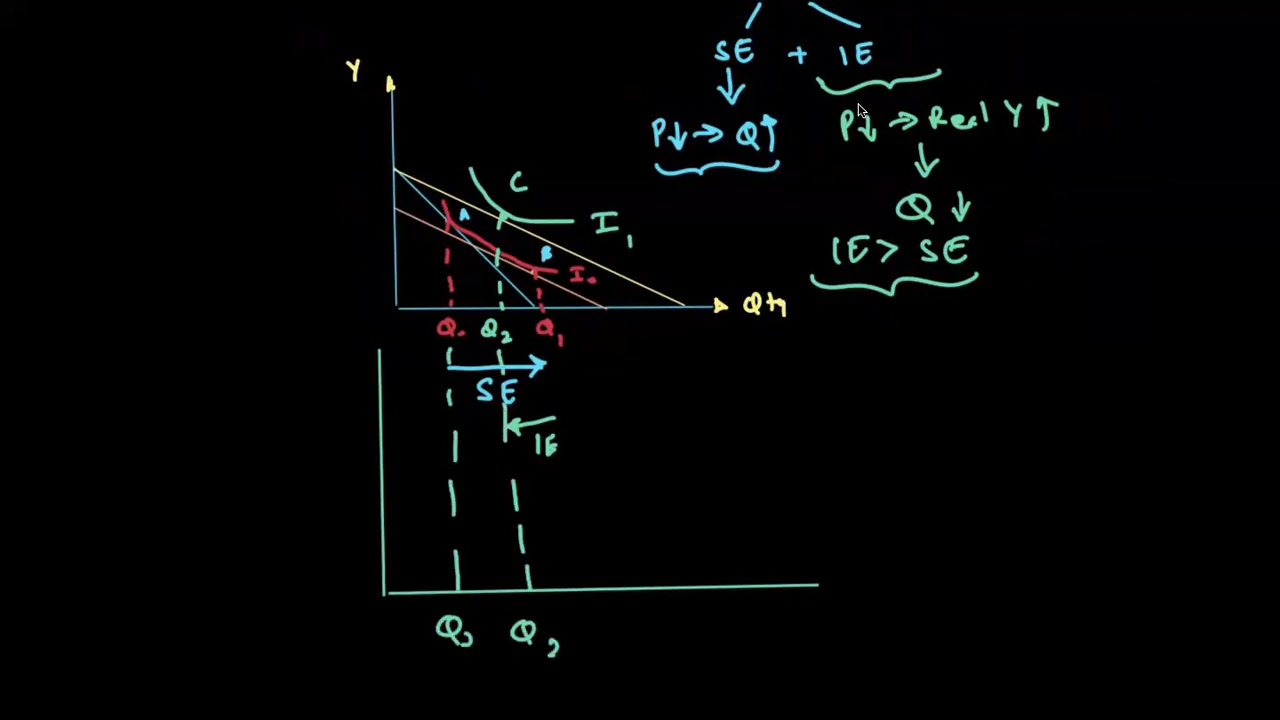 SE + IE
P↓ → Q↑
P↓ → Real Y ↑
↓
Q ↓
IE > SE
Y
C
I₁
A
B
I₀
Qty
Q₀ Q₂ Q₁
SE
IE
Q₀ Q₂